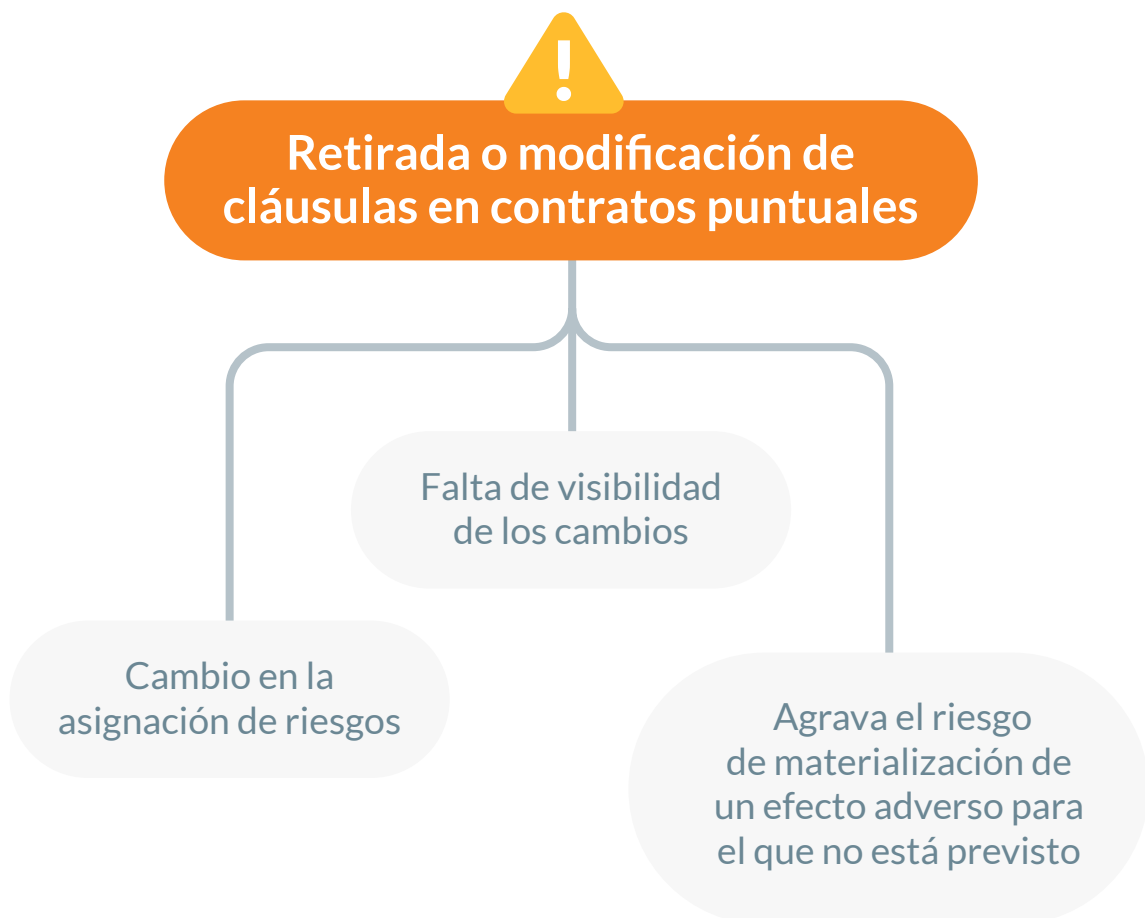 !
Retirada o modificación de
cláusulas en contratos puntuales
Falta de visibilidad
de los cambios
Cambio en la
asignación de riesgos
Agrava el riesgo
de materialización de
un efecto adverso para
el que no está previsto